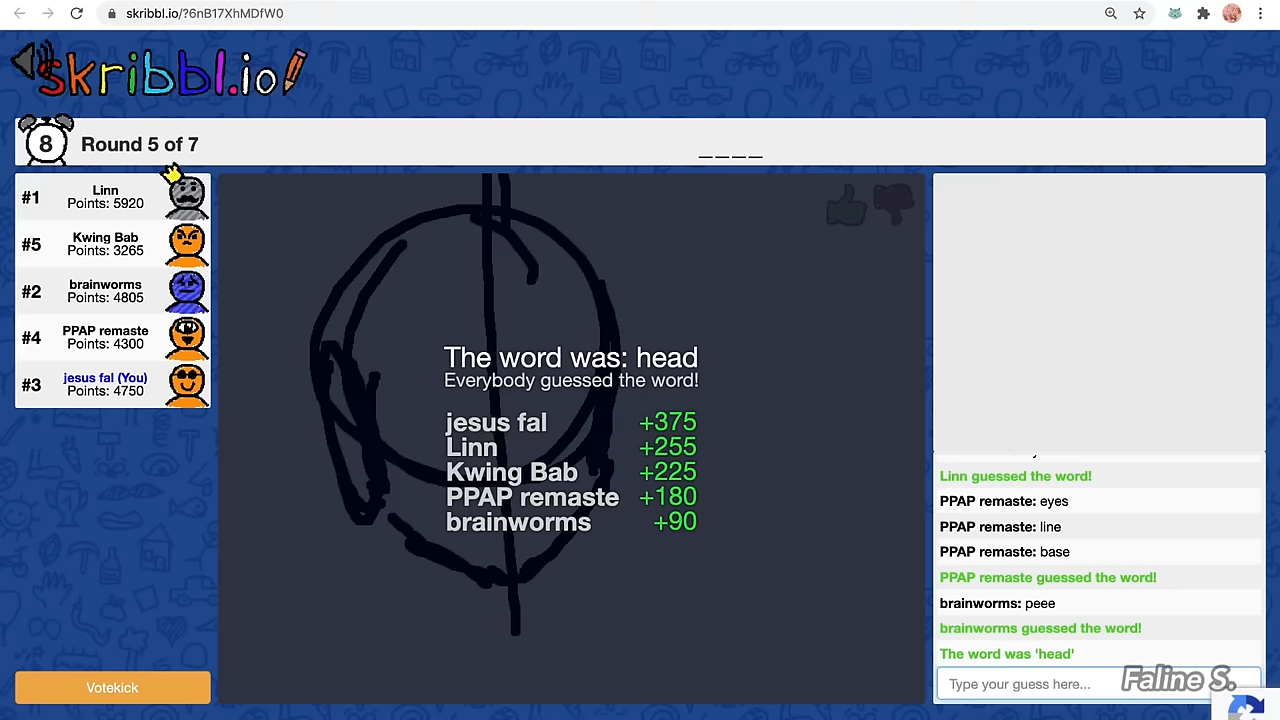 skribbl.io/?6nB17XhMDfW0
skribbl.io
8
Round 5 of 7
____
#1
Linn
Points: 5920
#5
Kwing Bab
Points: 3265
#2
brainworms
Points: 4805
#4
PPAP remaste
Points: 4300
#3
jesus fal (You)
Points: 4750
Votekick
The word was: head
Everybody guessed the word!
jesus fal +375
Linn +255
Kwing Bab +225
PPAP remaste +180
brainworms +90
Linn guessed the word!
PPAP remaste: eyes
PPAP remaste: line
PPAP remaste: base
PPAP remaste guessed the word!
brainworms: peee
brainworms guessed the word!
The word was 'head'
Type your guess here...
Faline S.